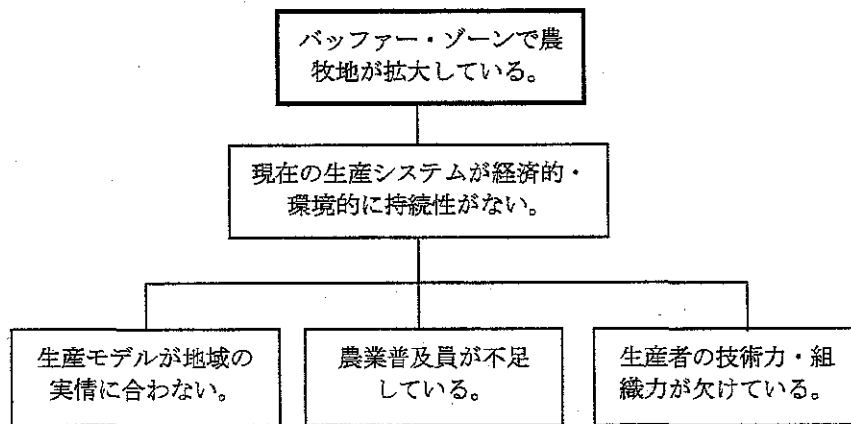 バッファー・ゾーンで農
牧地が拡大している。
現在の生産システムが経済的・
環境的に持続性がない。
生産モデルが地域の
実情に合わない。
農業普及員が不足
している。
生産者の技術力・組
織力が欠けている。